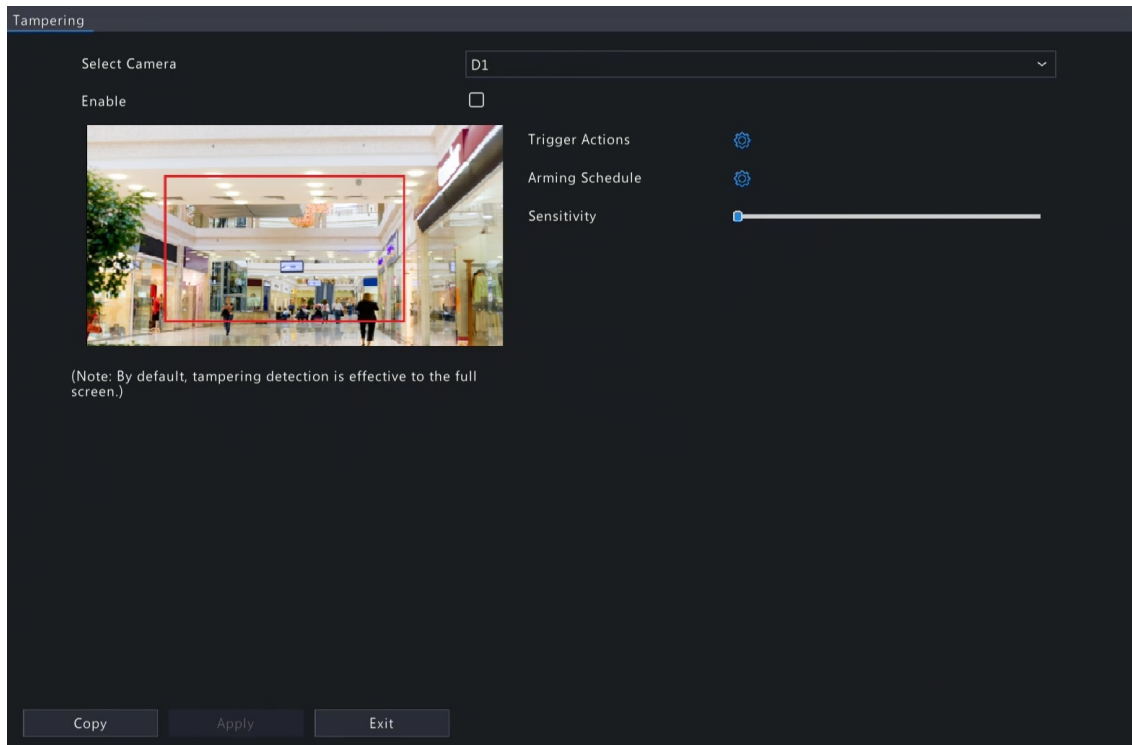 Tampering
Select Camera
D1
Enable
Trigger Actions
Arming Schedule
Sensitivity
(Note: By default, tampering detection is effective to the full
screen.)
Copy
Apply
Exit